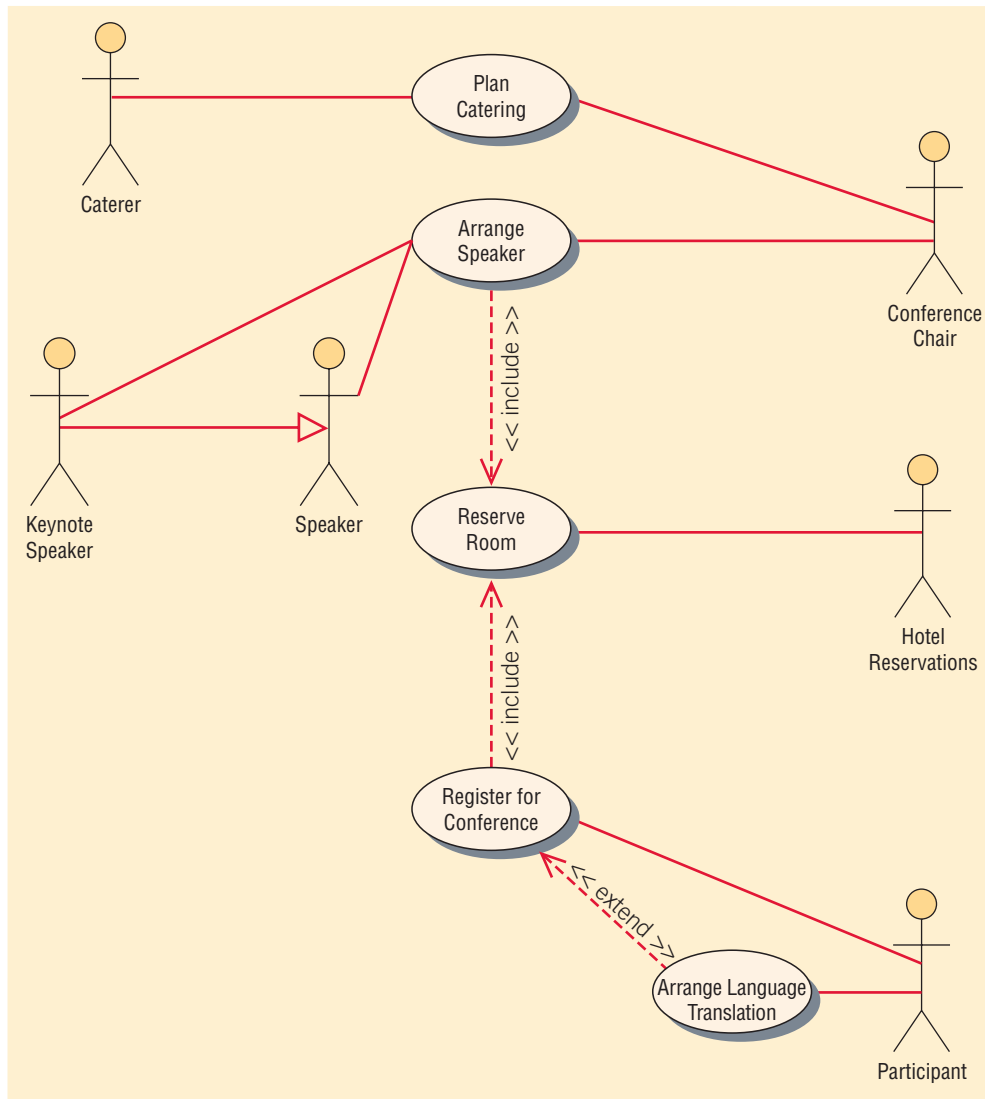 Plan
Catering
Caterer
Arrange
Speaker
Conference
Chair
<< include >>
Keynote
Speaker
Speaker
Reserve
Room
Hotel
Reservations
<< include >>
Register for
Conference
<< extend >>
Arrange Language
Translation
Participant